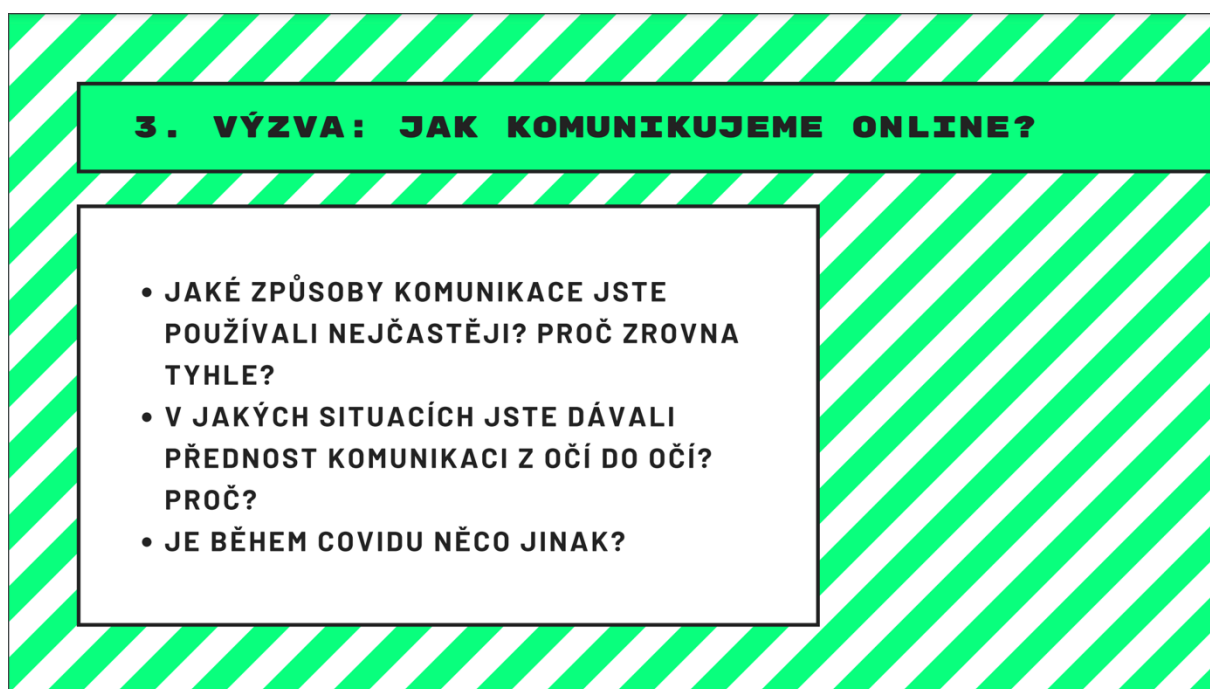 3. VÝZVA: JAK KOMUNIKUJEME ONLINE?
• JAKÉ ZPŮSOBY KOMUNIKACE JSTE
POUŽÍVALI NEJČASTĚJI? PROČ ZROVNA
TYHLE?
• V JAKÝCH SITUACÍCH JSTE DÁVALI
PŘEDNOST KOMUNIKACI Z OČÍ DO OČÍ?
PROČ?
• JE BĚHEM COVIDU NĚCO JINAK?